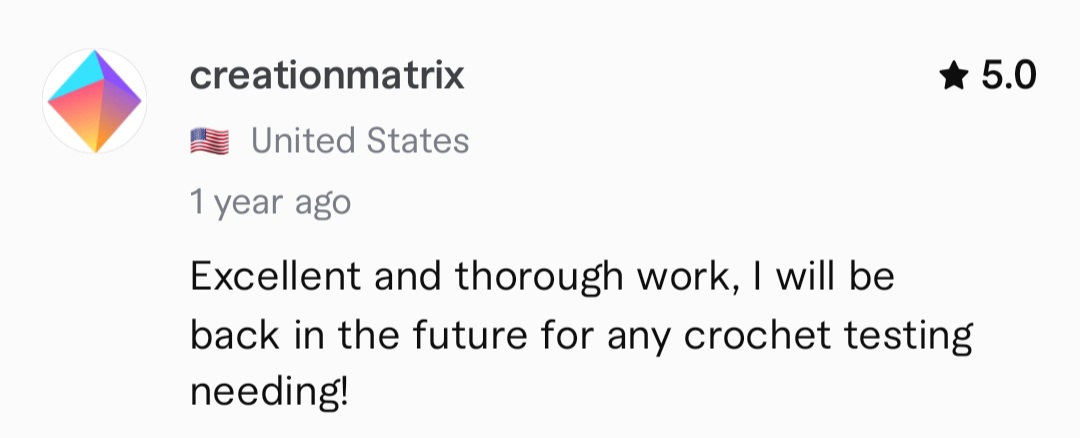 creationmatrix
★ 5.0
🇺🇸 United States
1 year ago
Excellent and thorough work, I will be
back in the future for any crochet testing
needing!